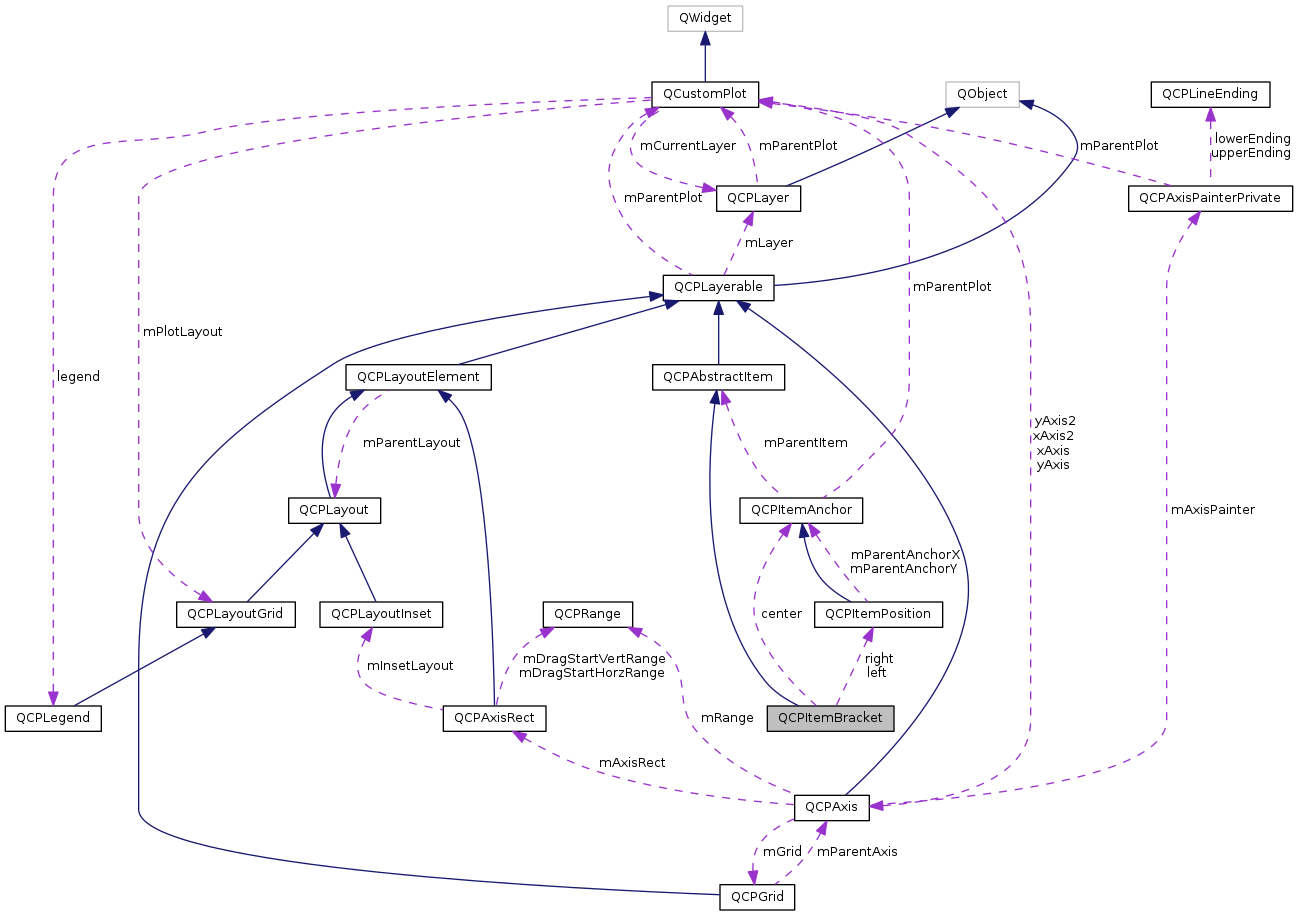 QWidget
QCustomPlot
QObject
QCPLineEnding
mCurrentLayer
mParentPlot
mParentPlot
lowerEnding
upperEnding
mParentPlot
QCPLayer
QCPAxisPainterPrivate
mLayer
QCPLayerable
mParentPlot
mPlotLayout
legend
QCPLayoutElement
QCPAbstractItem
yAxis2
xAxis2
xAxis
yAxis
mParentLayout
mParentItem
QCPLayout
QCPItemAnchor
mAxisPainter
mParentAnchorX
mParentAnchorY
QCPLayoutGrid
QCPLayoutInset
QCPRange
center
QCPItemPosition
mInsetLayout
mDragStartVertRange
mDragStartHorzRange
right
left
QCPLegend
QCPAxisRect
mRange
QCPItemBracket
mAxisRect
QCPAxis
mGrid
mParentAxis
QCPGrid